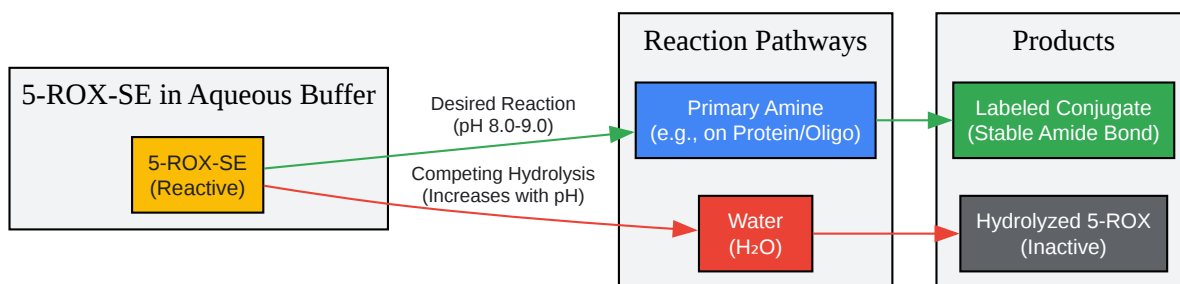 5-ROX-SE in Aqueous Buffer
5-ROX-SE
(Reactive)
Desired Reaction
(pH 8.0-9.0)
Competing Hydrolysis
(Increases with pH)
Reaction Pathways
Primary Amine
(e.g., on Protein/Oligo)
Water
(H₂O)
Products
Labeled Conjugate
(Stable Amide Bond)
Hydrolyzed 5-ROX
(Inactive)